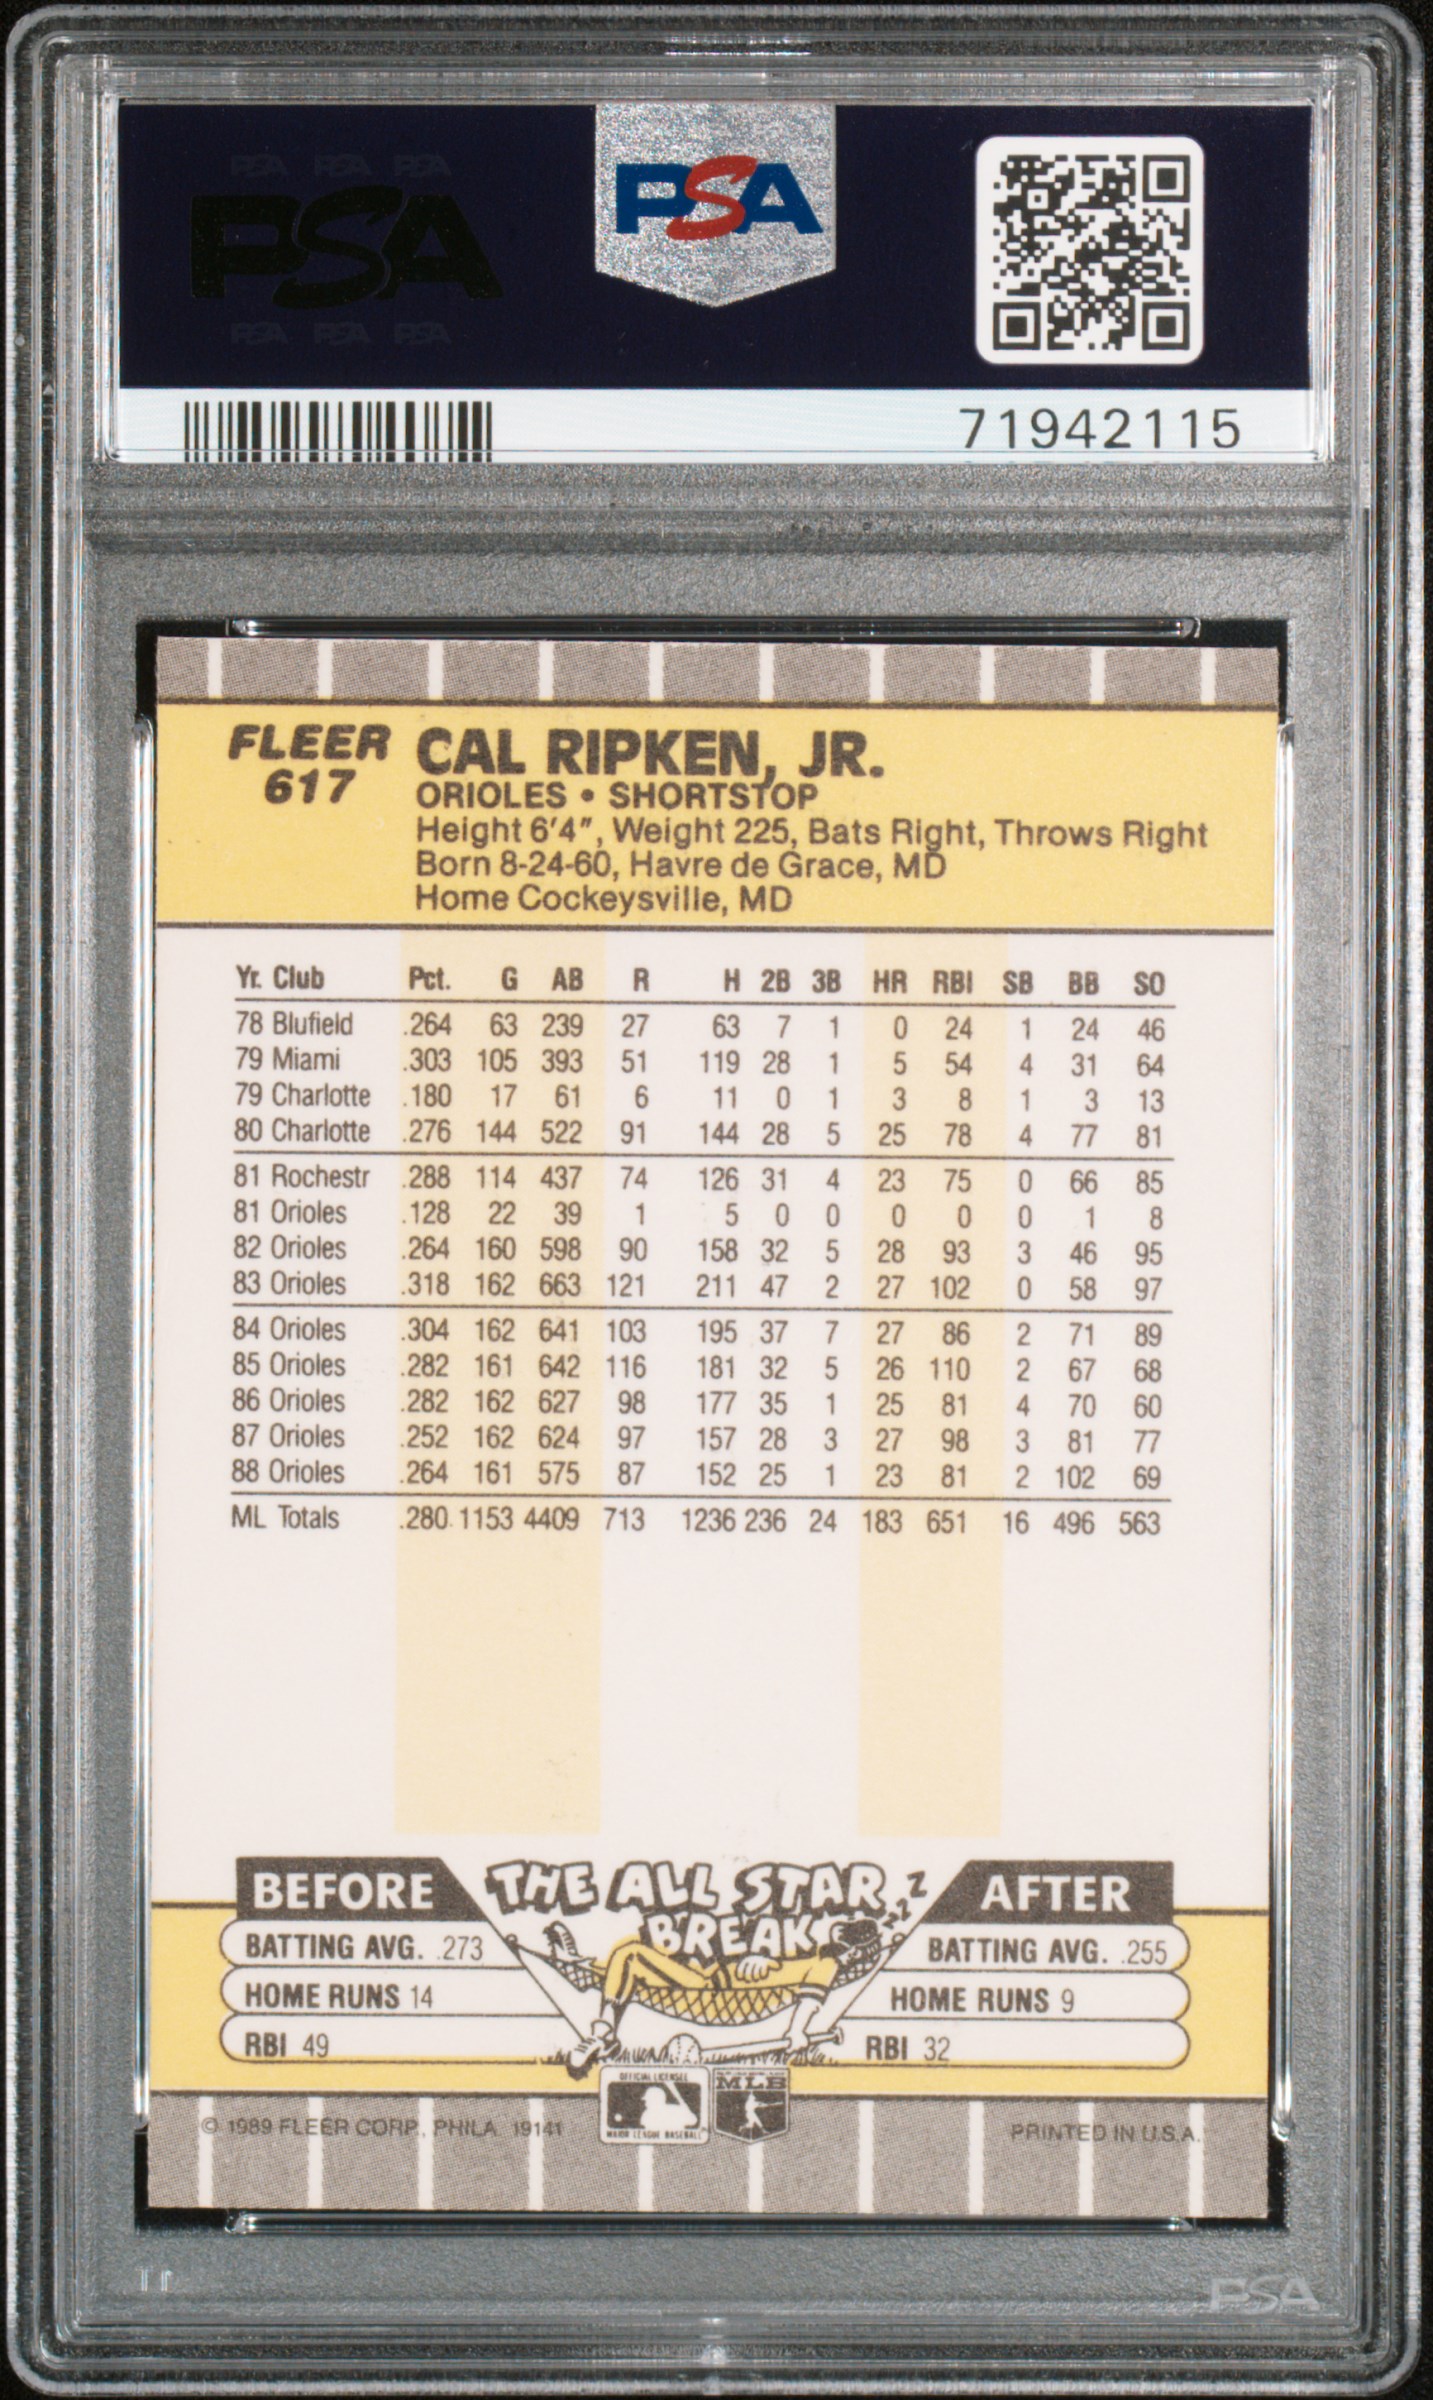 PSA PSA PSA
PSA
PSA PSA PSA
PSA
71942115
FLEER
617
CAL RIPKEN, JR.
ORIOLES • SHORTSTOP
Height 6'4", Weight 225, Bats Right, Throws Right
Born 8-24-60, Havre de Grace, MD
Home Cockeysville, MD
Yr. Club Pct. G AB R H 2B 3B HR RBI SB BB SO
78 Blufield .264 63 239 27 63 7 1 0 24 1 24 46
79 Miami .303 105 393 51 119 28 1 5 54 4 31 64
79 Charlotte .180 17 61 6 11 0 1 3 8 1 3 13
80 Charlotte .276 144 522 91 144 28 5 25 78 4 77 81
81 Rochestr .288 114 437 74 126 31 4 23 75 0 66 85
81 Orioles .128 22 39 1 5 0 0 0 0 0 1 8
82 Orioles .264 160 598 90 158 32 5 28 93 3 46 95
83 Orioles .318 162 663 121 211 47 2 27 102 0 58 97
84 Orioles .304 162 641 103 195 37 7 27 86 2 71 89
85 Orioles .282 161 642 116 181 32 5 26 110 2 67 68
86 Orioles .282 162 627 98 177 35 1 25 81 4 70 60
87 Orioles .252 162 624 97 157 28 3 27 98 3 81 77
88 Orioles .264 161 575 87 152 25 1 23 81 2 102 69
ML Totals .280 1153 4409 713 1236 236 24 183 651 16 496 563
BEFORE
BATTING AVG. .273
HOME RUNS 14
RBI 49
THE ALL STAR
BREAK
ZZZZ
AFTER
BATTING AVG. .255
HOME RUNS 9
RBI 32
OFFICIAL LICENSEE
MAJOR LEAGUE BASEBALL
MLB
© 1989 FLEER CORP., PHILA. 19141
PRINTED IN U.S.A.
PSA